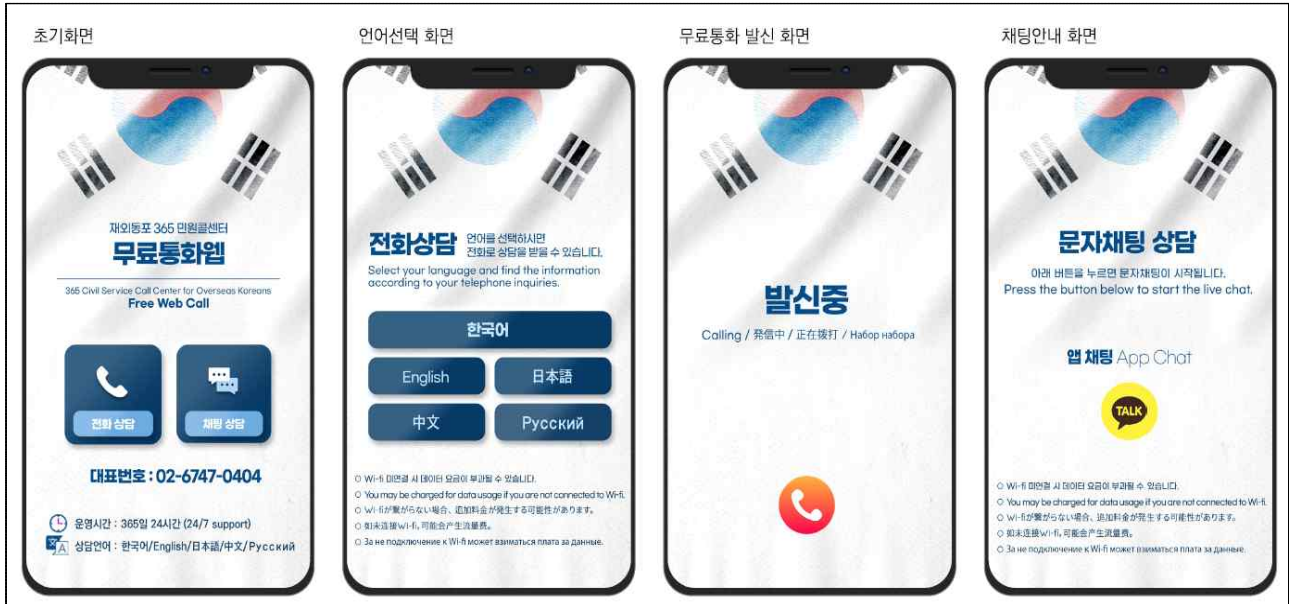 초기화면
재외동포 365 민원콜센터
무료통화웹
365 Civil Service Call Center for Overseas Koreans
Free Web Call
전화 상담
채팅 상담
대표번호 : 02-6747-0404
운영시간 : 365일 24시간 (24/7 support)
상담언어 : 한국어/English/日本語/中文/Русский
언어선택 화면
전화상담
언어를 선택하시면
전화로 상담을 받을 수 있습니다.
Select your language and find the information
according to your telephone inquiries.
한국어
English
日本語
中文
Русский
○ Wi-fi 미연결 시 데이터 요금이 부과될 수 있습니다.
○ You may be charged for data usage if you are not connected to Wi-fi.
○ Wi-fiが繋がらない場合、追加料金が発生する可能性があります。
○ 如未连接Wi-fi, 可能会产生流量费。
○ За не подключение к Wi-fi может взиматься плата за данные.
무료통화 발신 화면
발신중
Calling / 発信中 / 正在拨打 / Набор набора
채팅안내 화면
문자채팅 상담
아래 버튼을 누르면 문자채팅이 시작됩니다.
Press the button below to start the live chat.
앱 채팅 App Chat
TALK
○ Wi-fi 미연결 시 데이터 요금이 부과될 수 있습니다.
○ You may be charged for data usage if you are not connected to Wi-fi.
○ Wi-fiが繋がらない場合、追加料金が発生する可能性があります。
○ 如未连接Wi-fi, 可能会产生流量费。
○ За не подключение к Wi-fi может взиматься плата за данные.